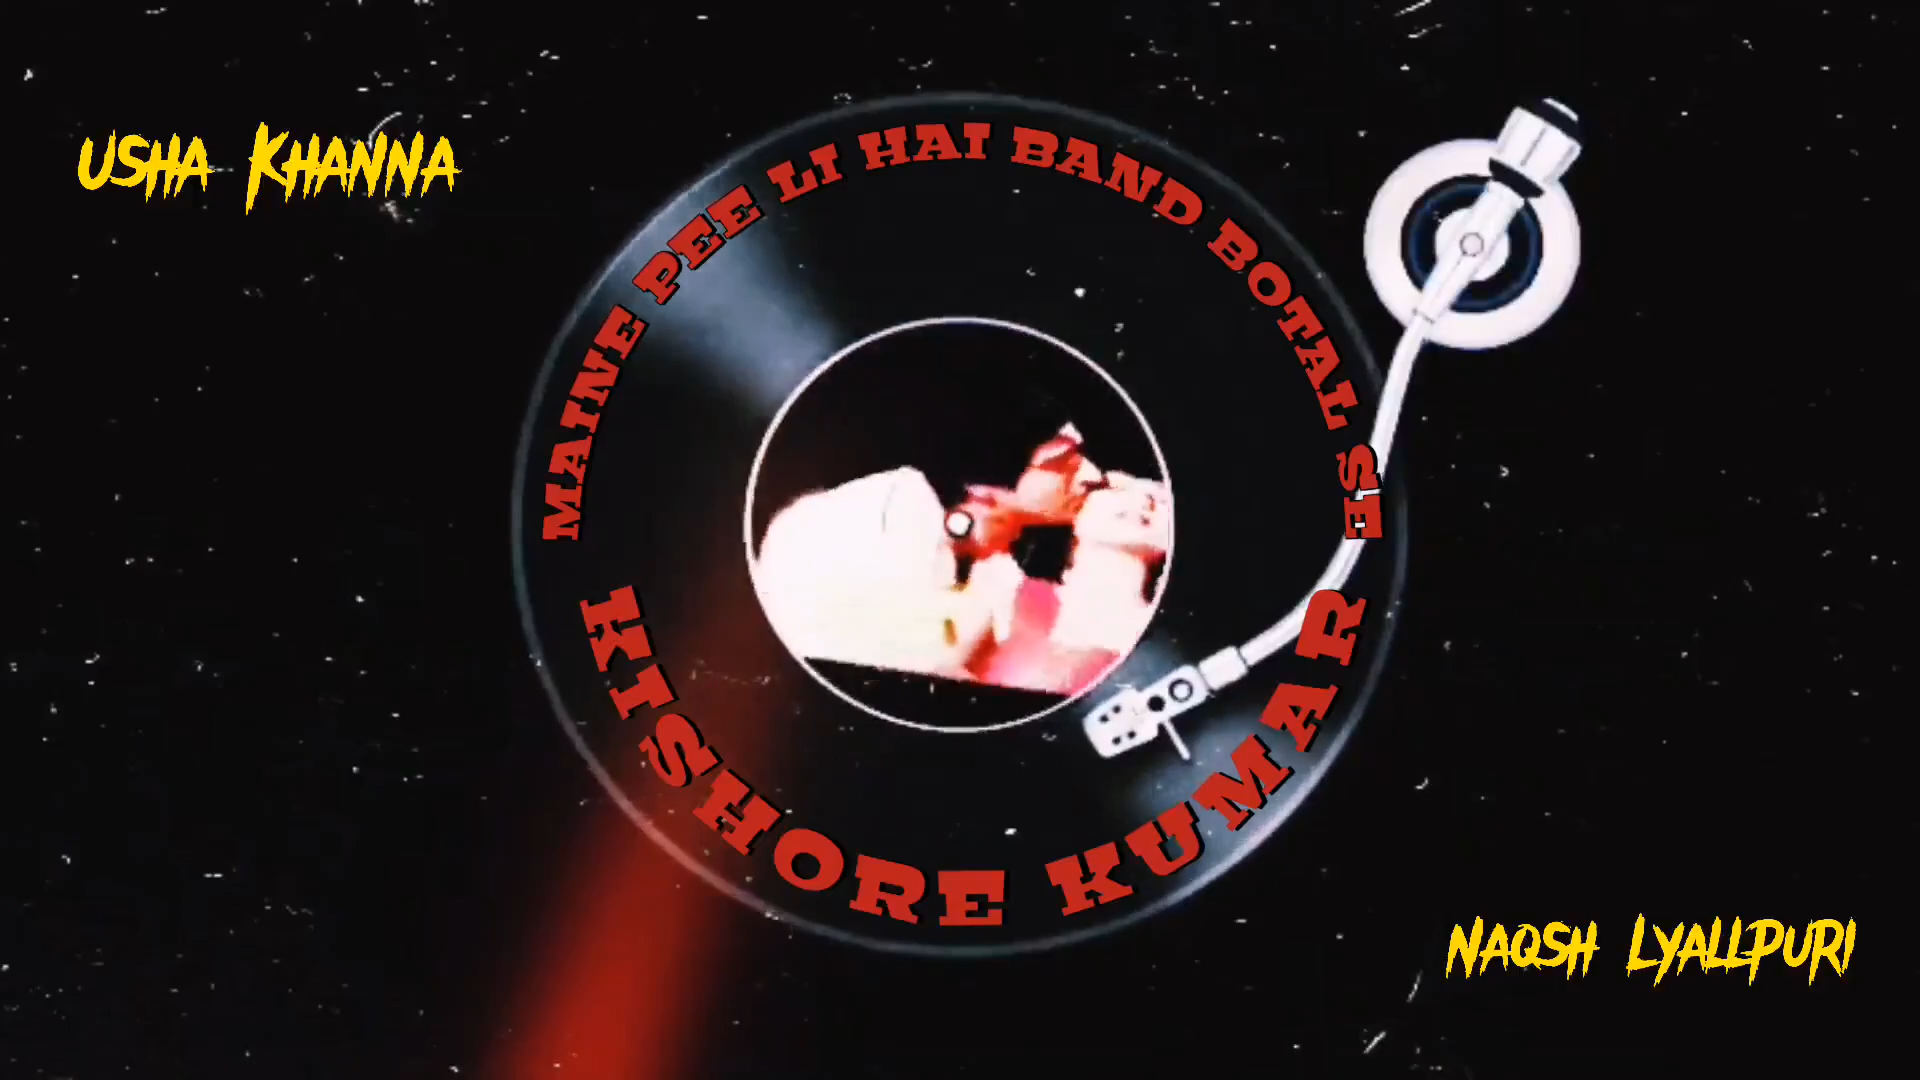 USHA KHANNA
MAINE PEE LI HAI BAND BOTAL SE
KISHORE KUMAR
NAQSH LYALLPURI